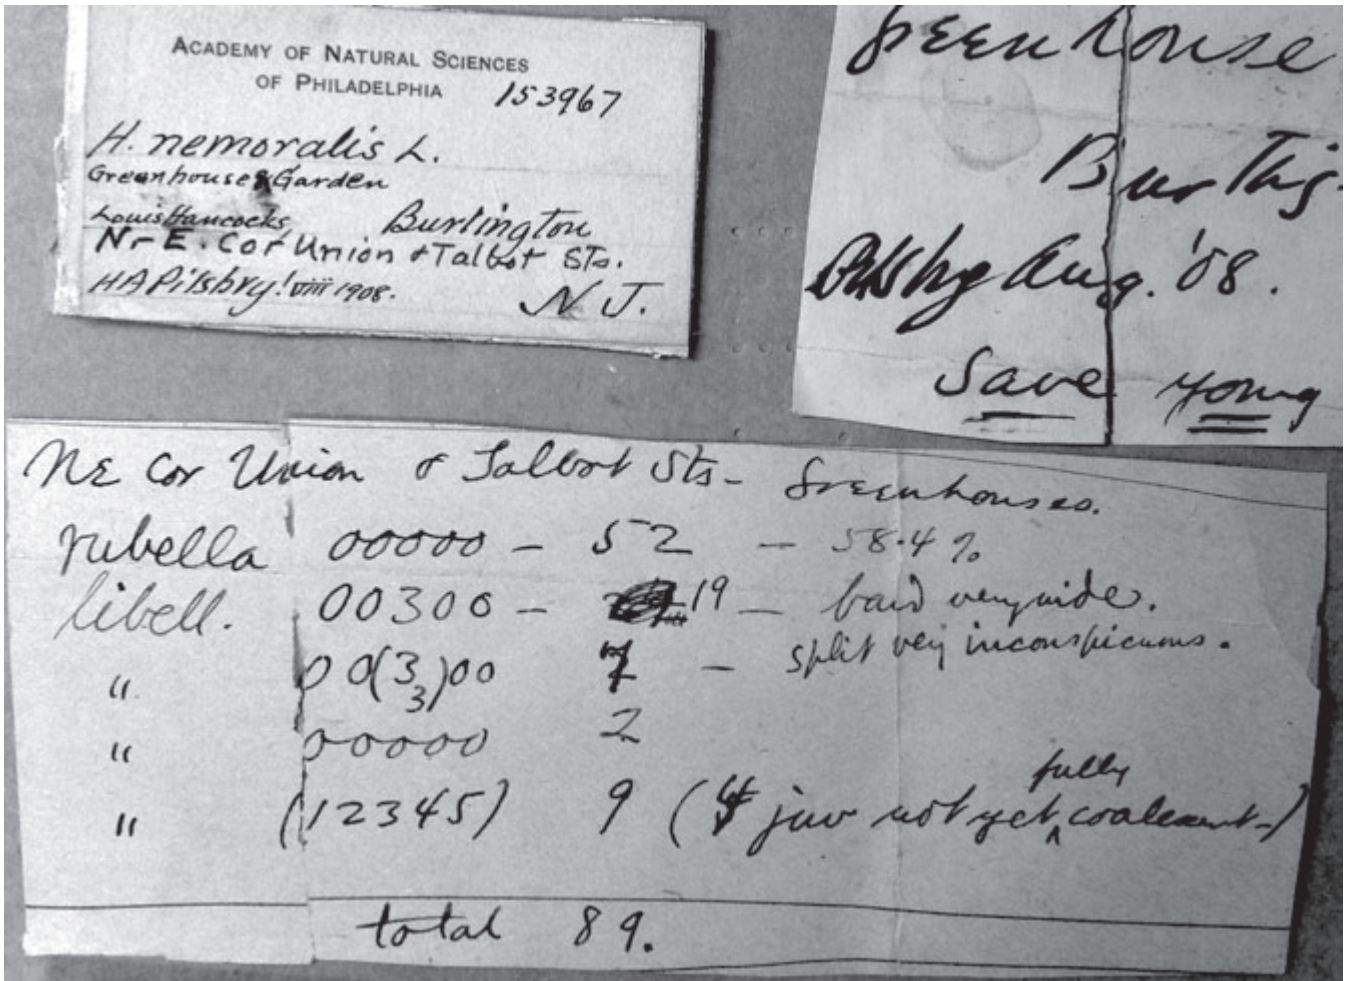 ACADEMY OF NATURAL SCIENCES
OF PHILADELPHIA 153967
H. nemoralis L.
Greenhouse & Garden
Louis Hancocks, Burlington
N-E. Cor Union & Talbot Sts.
HAPilsbry! viii 1908.
N J.
Greenhouse
Burltng.
Pilsbry Aug. '08.
Save young
NE Cor Union & Talbot Sts - Greenhouses.
rubella 00000 - 52 - 58.4 %
libell. 00300 - 19 - band very wide.
" 00(3 3)00 7 - split very inconspicuous.
" 00000 2
" (12345) 9 (4 juv not yet fully coalescent -)
total 89.